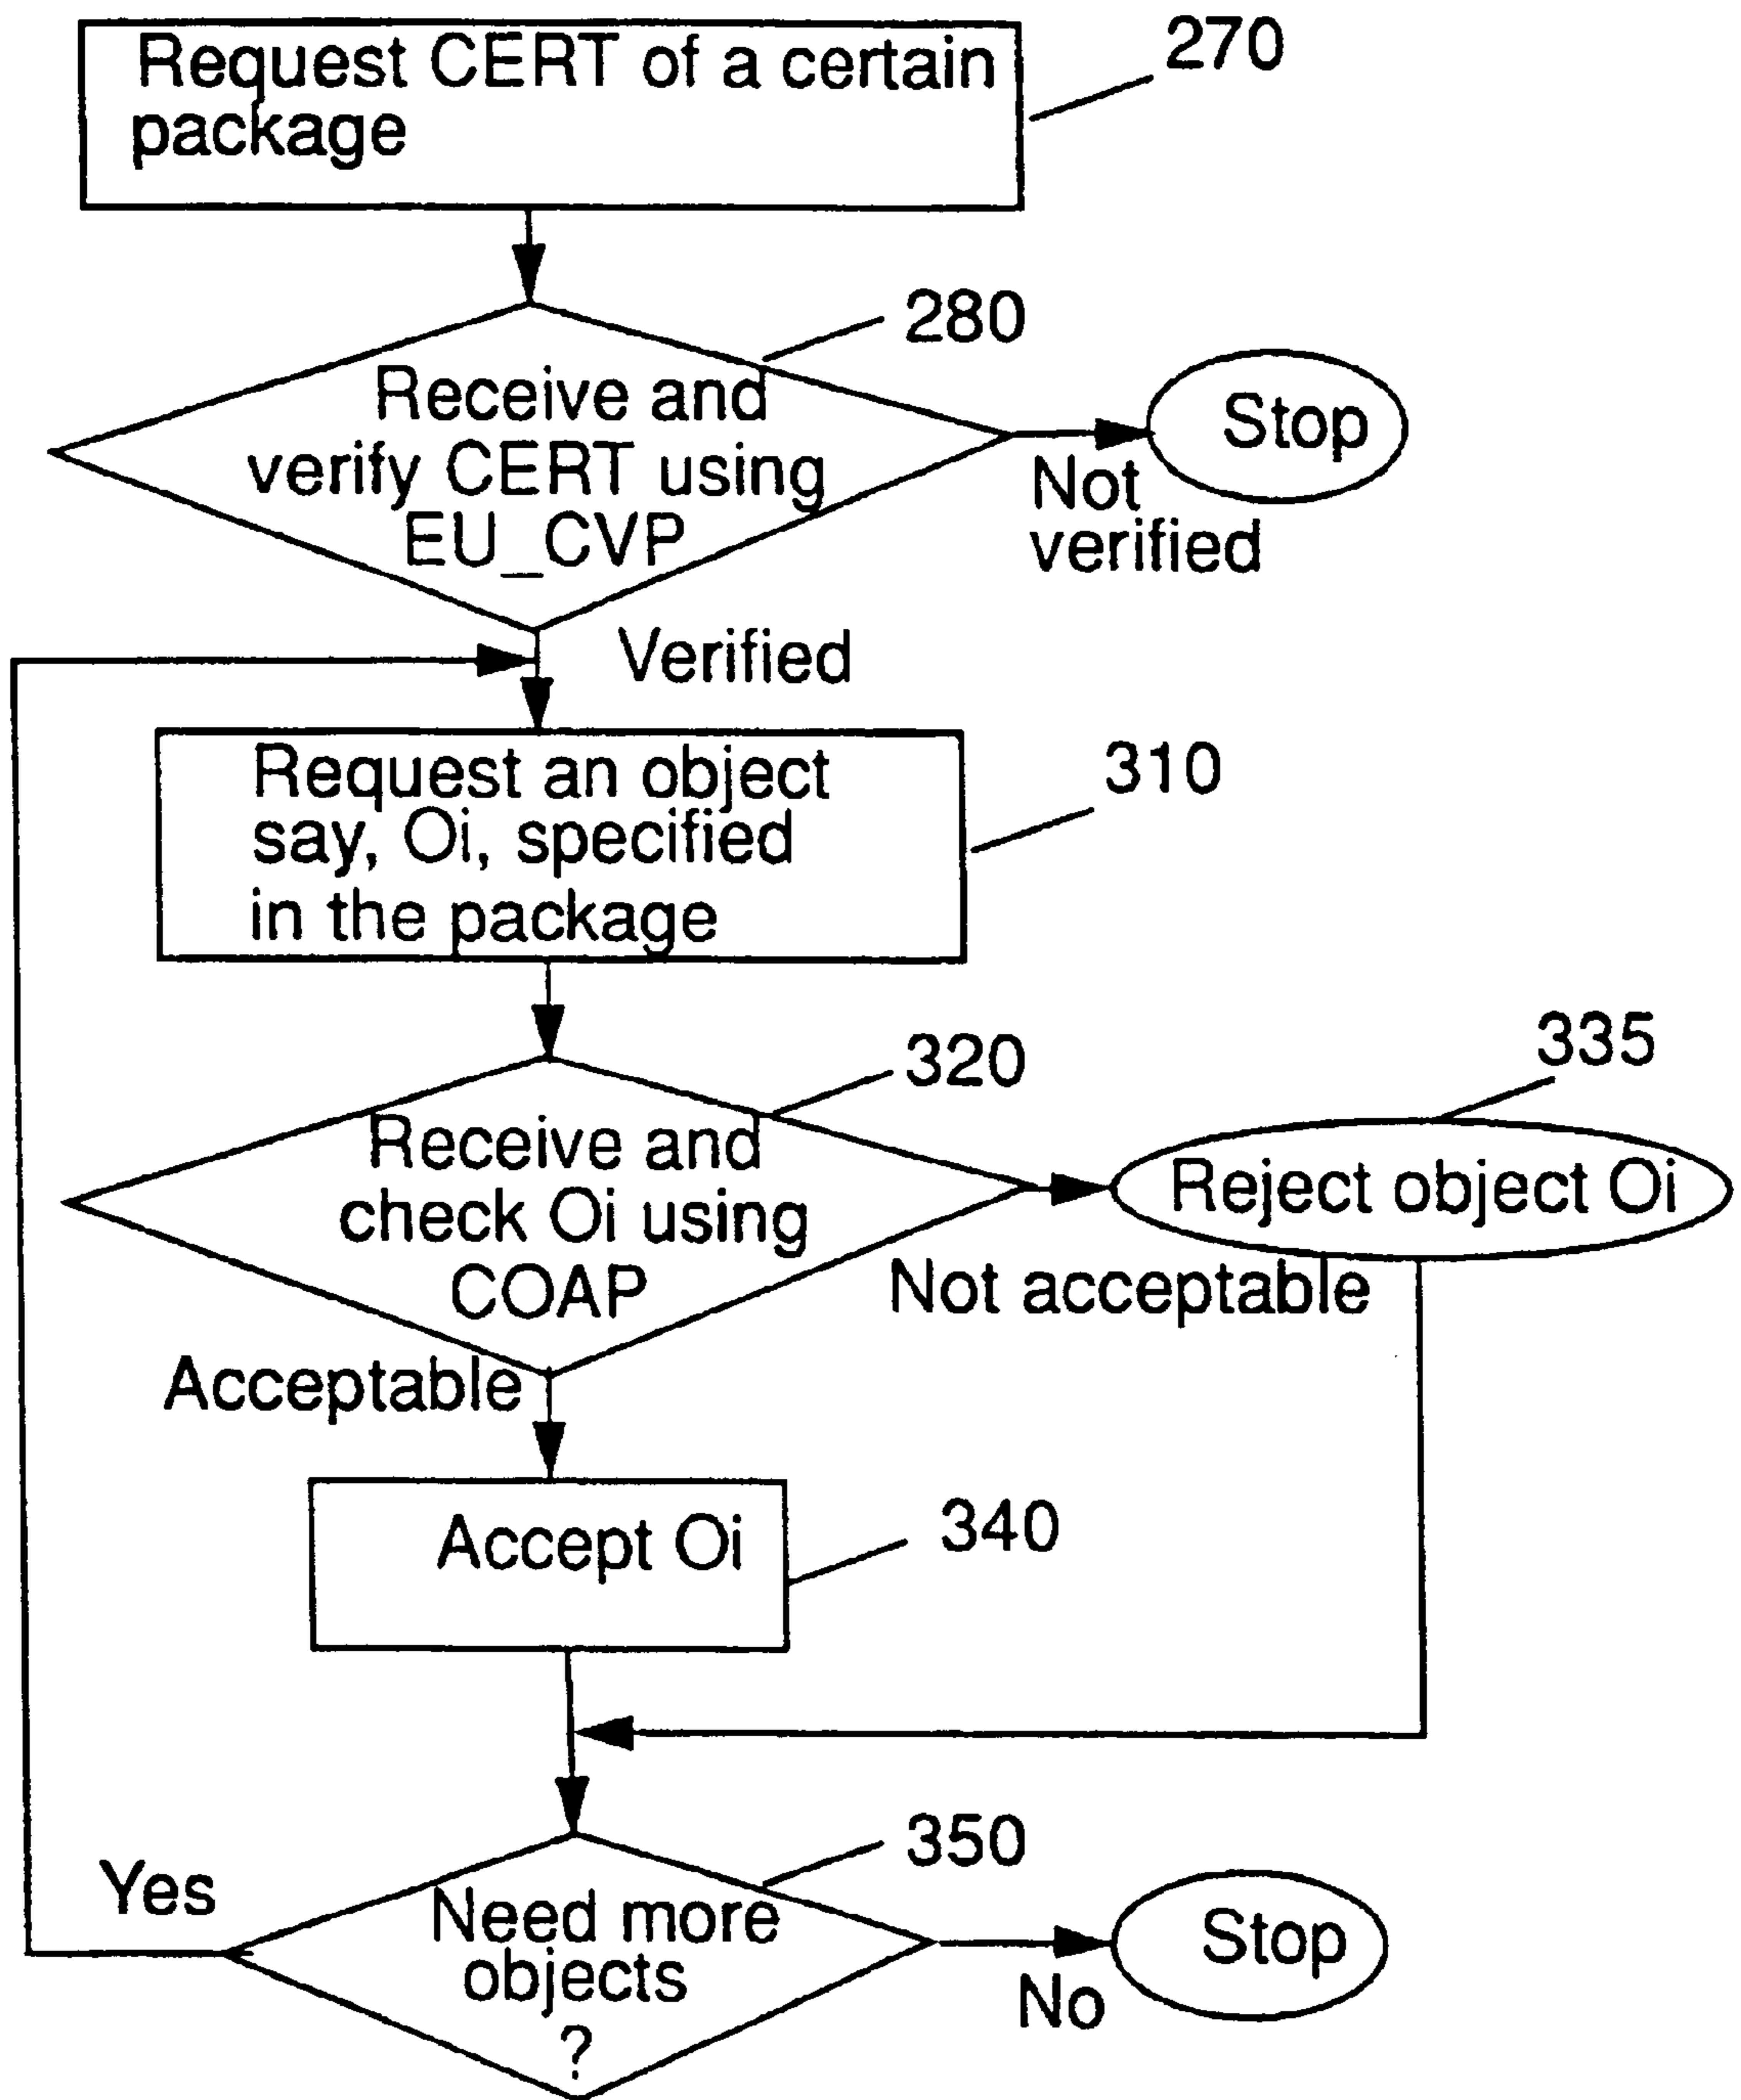 Request CERT of a certain
package
270
280
Receive and
verify CERT using
EU_CVP
Stop
Not
verified
Verified
Request an object
say, Oi, specified
in the package
310
320
335
Receive and
check Oi using
COAP
Reject object Oi
Not acceptable
Acceptable
Accept Oi
340
350
Yes
Need more
objects
?
Stop
No